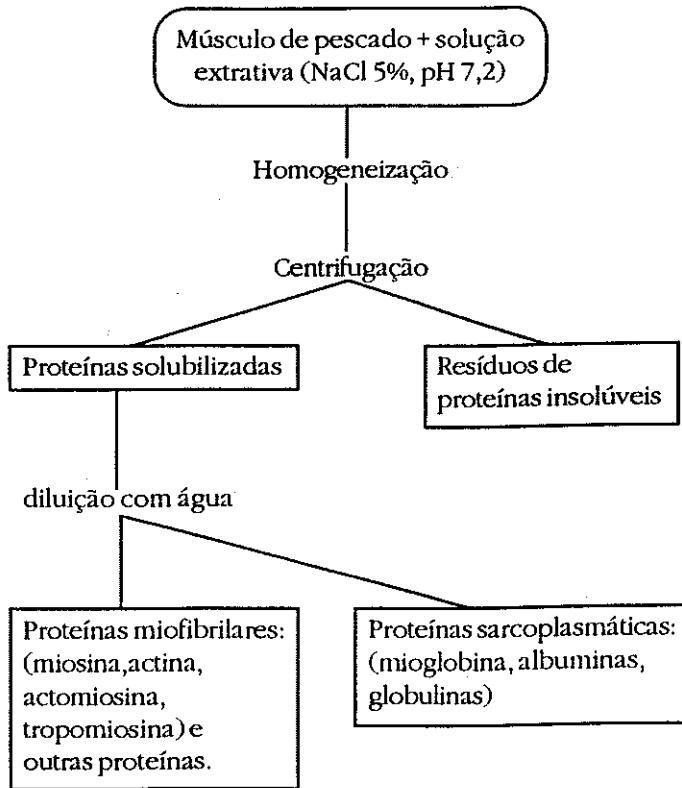 Músculo de pescado + solução
extrativa (NaCl 5%, pH 7,2)
Homogeneização
Centrifugação
Proteínas solubilizadas
Resíduos de
proteínas insolúveis
diluição com água
Proteínas miofibrilares:
(miosina,actina,
actomiosina,
tropomiosina) e
outras proteínas.
Proteínas sarcoplasmáticas:
(mioglobina, albuminas,
globulinas)